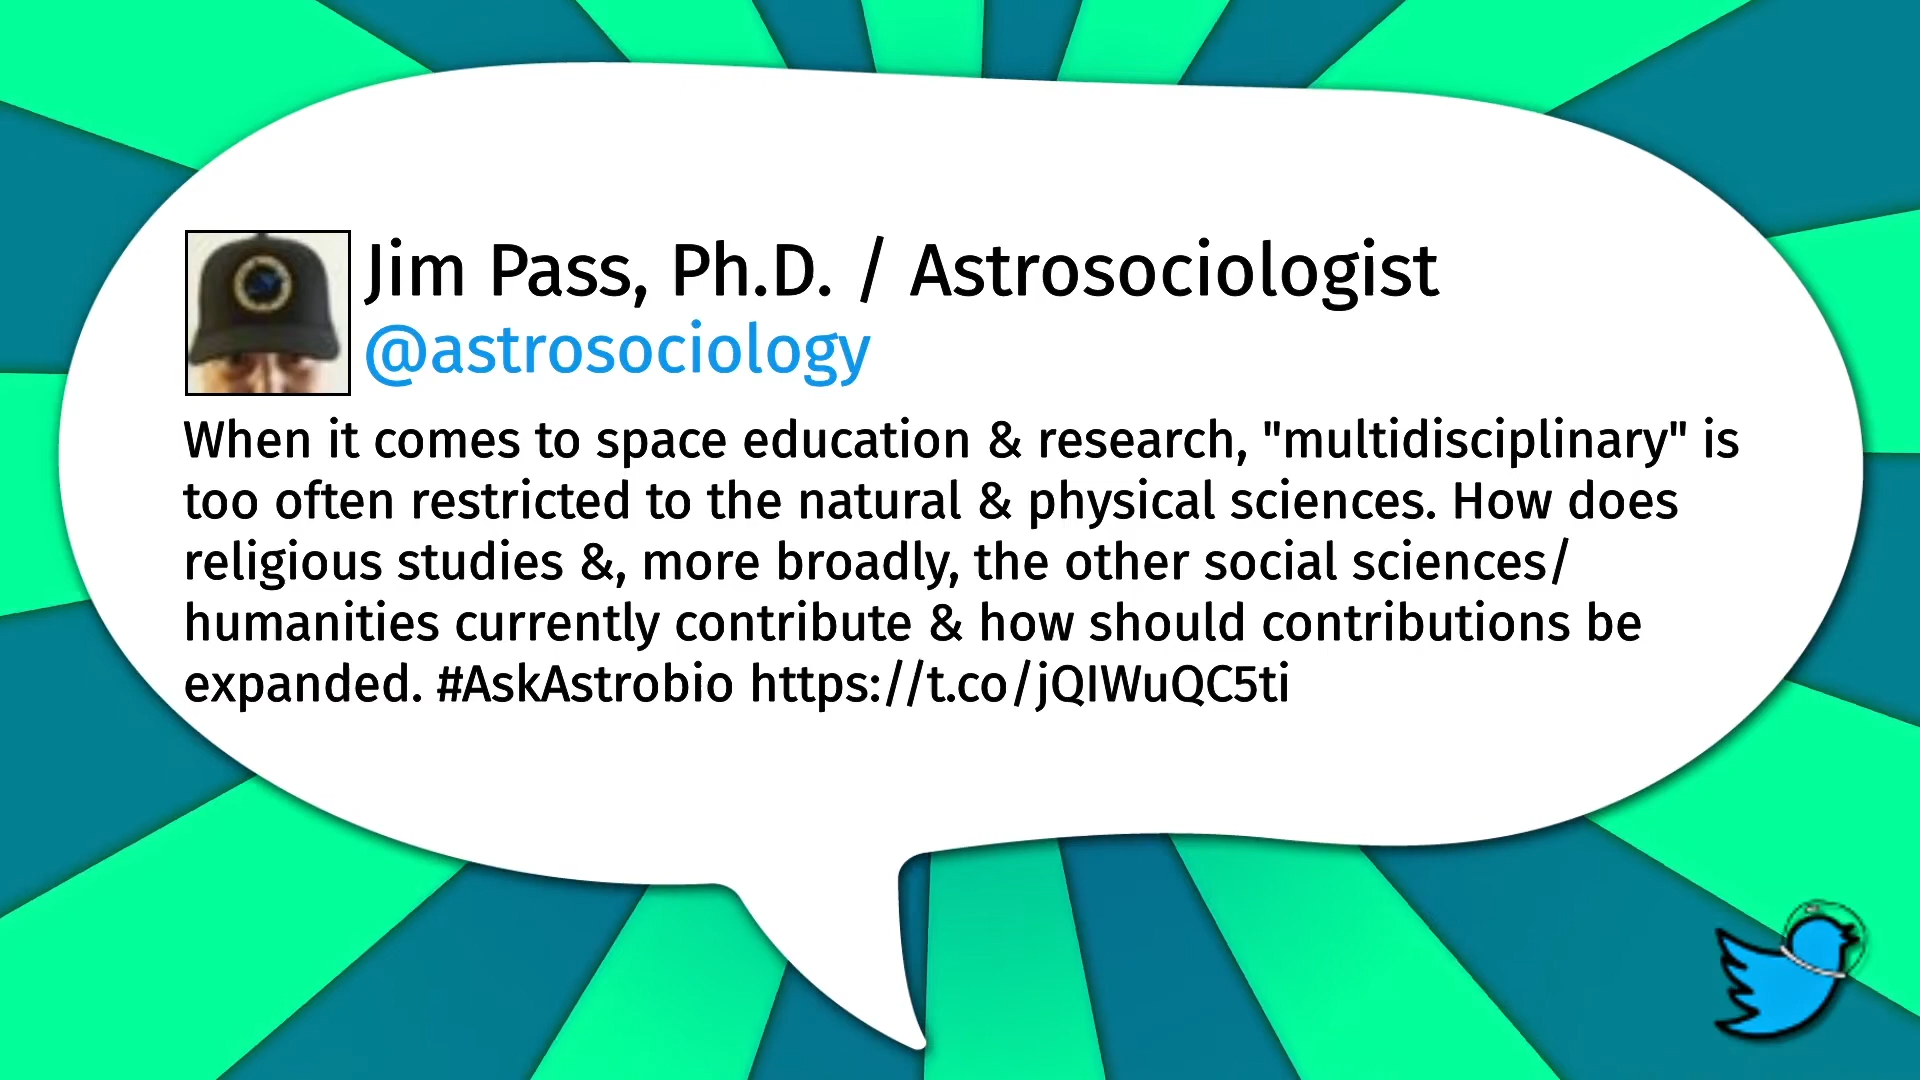 Jim Pass, Ph.D. / Astrosociologist
@astrosociology
When it comes to space education & research, "multidisciplinary" is
too often restricted to the natural & physical sciences. How does
religious studies &, more broadly, the other social sciences/
humanities currently contribute & how should contributions be
expanded. #AskAstrobio https://t.co/jQIWuQC5ti